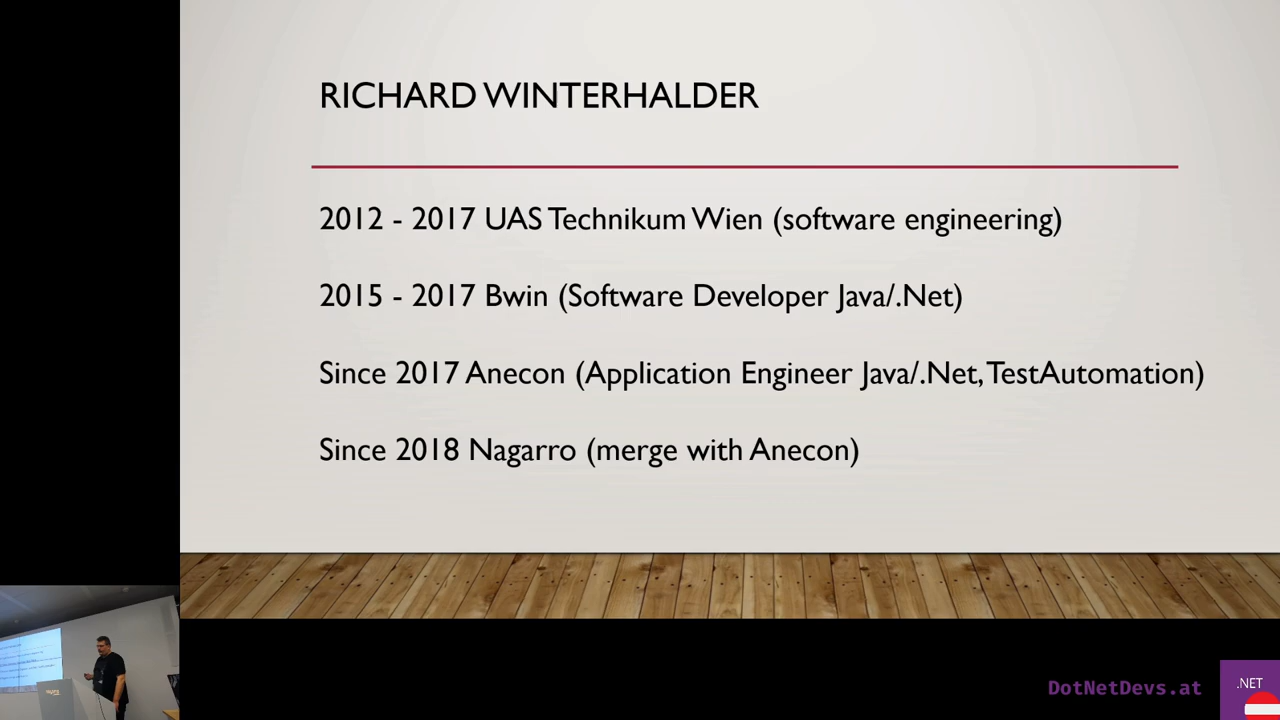 RICHARD WINTERHALDER
2012 - 2017 UAS Technikum Wien (software engineering)
2015 - 2017 Bwin (Software Developer Java/.Net)
Since 2017 Anecon (Application Engineer Java/.Net, TestAutomation)
Since 2018 Nagarro (merge with Anecon)
DotNetDevs.at
.NET